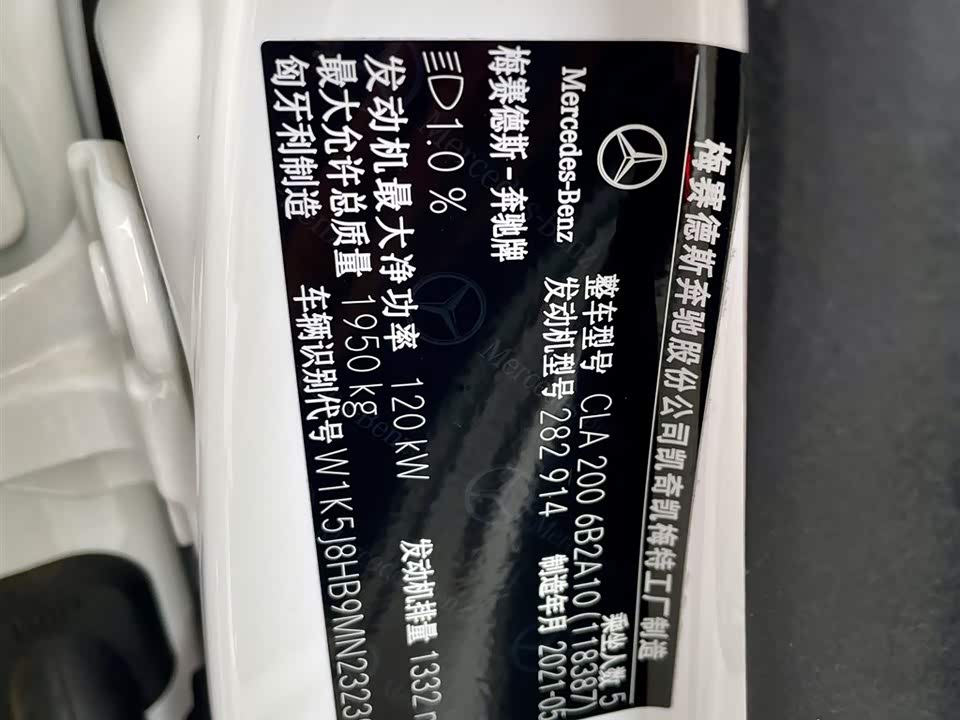 梅赛德斯奔驰股份公司凯奇凯梅特工厂制造
Mercedes-Benz
梅赛德斯-奔驰牌
整车型号 CLA 200 6B2A10 (118387)
乘坐人数 5
发动机型号 282 914
制造年月 2021-05
1.0 %
发动机最大净功率 120 kW
发动机排量 1332
最大允许总质量 1950 kg
匈牙利制造
车辆识别代号 W1K5J8HB9MN2323